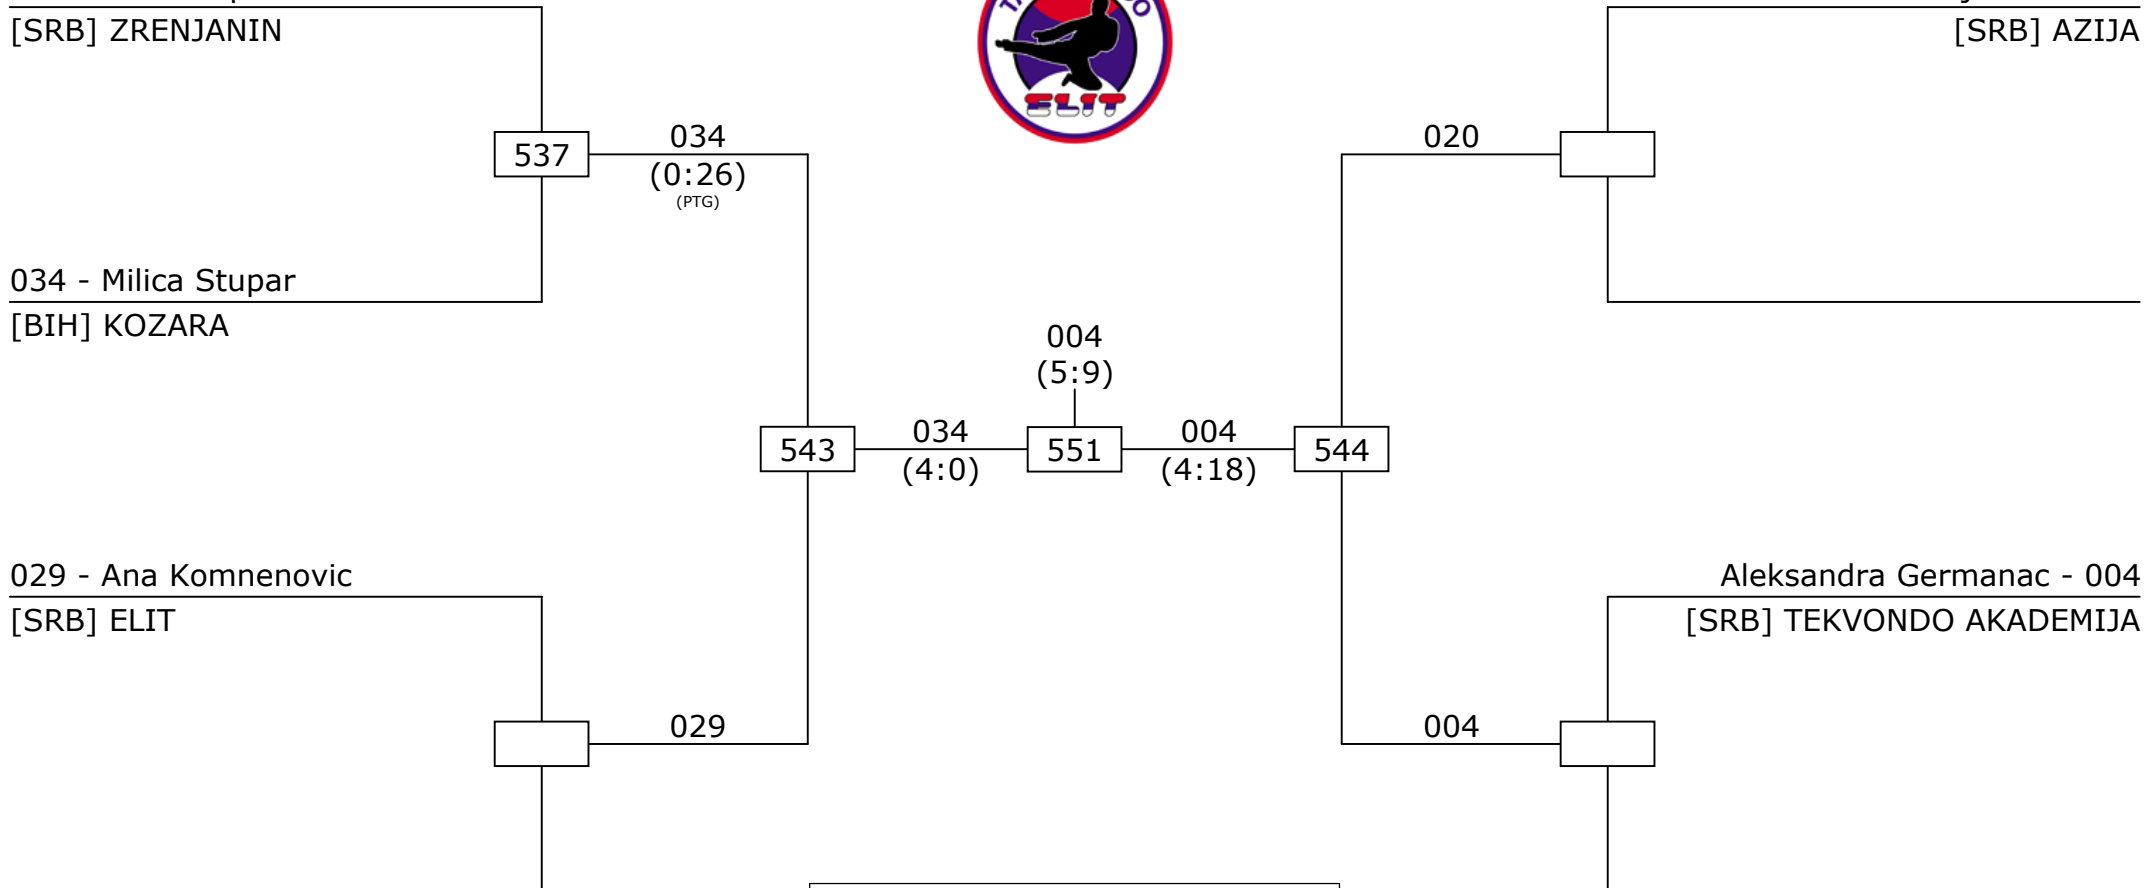 [SRB] ZRENJANIN
[SRB] AZIJA
ELIT
537
034
(0:26)
(PTG)
020
034 - Milica Stupar
[BIH] KOZARA
004
(5:9)
543
034
(4:0)
551
004
(4:18)
544
029 - Ana Komnenovic
[SRB] ELIT
Aleksandra Germanac - 004
[SRB] TEKVONDO AKADEMIJA
029
004